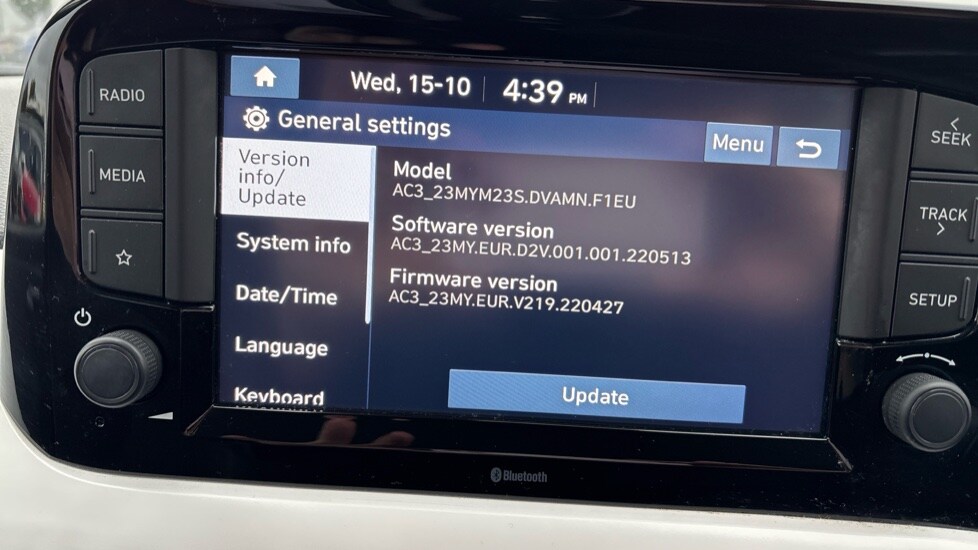 RADIO
MEDIA
Wed, 15-10
4:39 PM
General settings
Menu
Version
info/
Update
System info
Date/Time
Language
Keyboard
Model
AC3_23MYM23S.DVAMN.F1EU
Software version
AC3_23MY.EUR.D2V.001.001.220513
Firmware version
AC3_23MY.EUR.V219.220427
Update
<
SEEK
TRACK
>
SETUP
Bluetooth